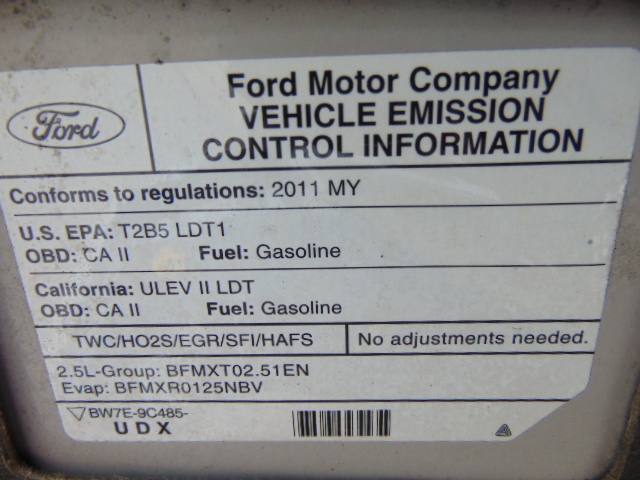 Ford
Ford Motor Company
VEHICLE EMISSION
CONTROL INFORMATION
Conforms to regulations: 2011 MY
U.S. EPA: T2B5 LDT1
OBD: CA II Fuel: Gasoline
California: ULEV II LDT
OBD: CA II Fuel: Gasoline
TWC/HO2S/EGR/SFI/HAFS No adjustments needed.
2.5L-Group: BFMXT02.51EN
Evap: BFMXR0125NBV
BW7E-9C485-
UDX